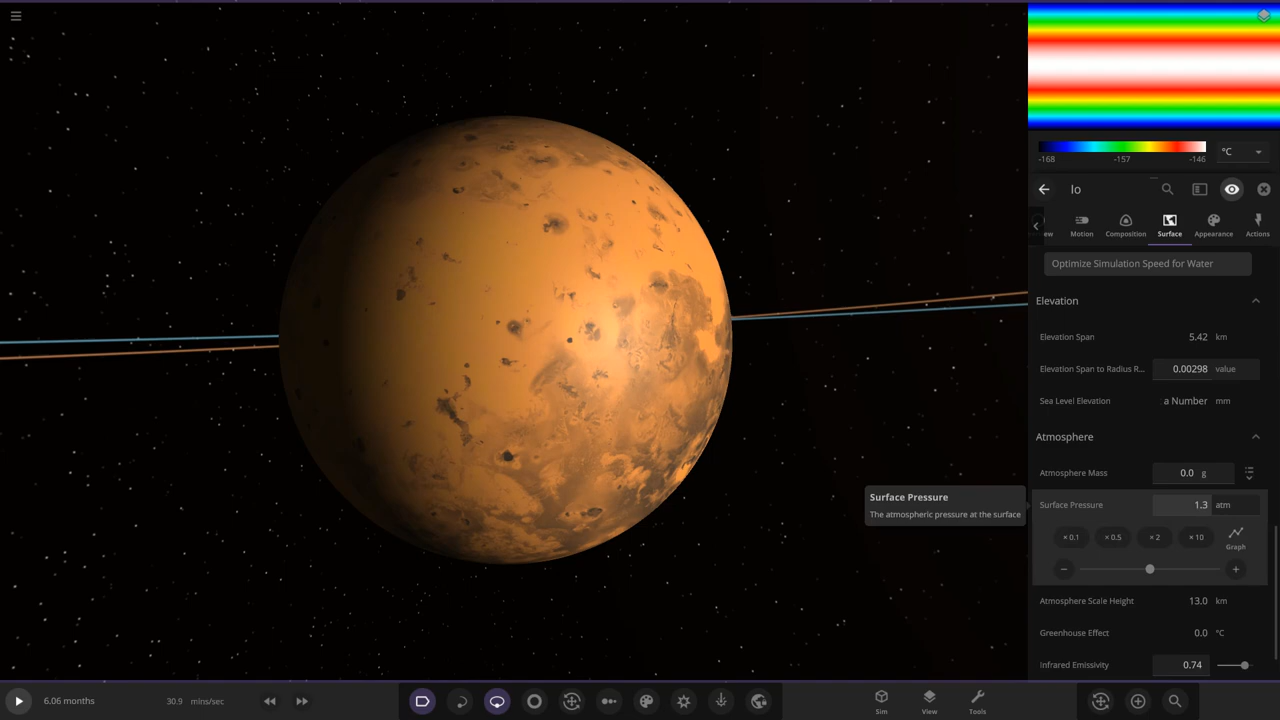 -168 -157 -146 °C
Io
ew Motion Composition Surface Appearance Actions
Optimize Simulation Speed for Water
Elevation
Elevation Span 5.42 km
Elevation Span to Radius R... 0.00298 value
Sea Level Elevation a Number mm
Atmosphere
Atmosphere Mass 0.0 g
Surface Pressure
The atmospheric pressure at the surface
Surface Pressure 1.3 atm
× 0.1 × 0.5 × 2 × 10 Graph
Atmosphere Scale Height 13.0 km
Greenhouse Effect 0.0 °C
Infrared Emissivity 0.74
6.06 months 30.9 mins/sec
Sim View Tools